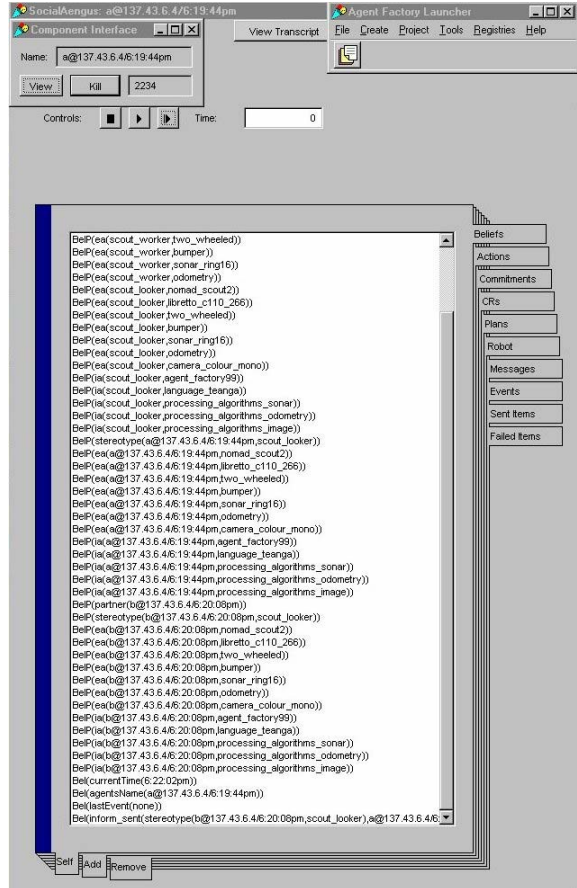 SocialAengus: a@137.43.6.4/6:19:44pm
Component Interface
Name: a@137.43.6.4/6:19:44pm
View Kill 2234
View Transcript
Agent Factory Launcher
File Create Project Tools Registries Help
Controls: Time: 0
BelP(ea(scout_worker,two_wheeled))
BelP(ea(scout_worker,bumper))
BelP(ea(scout_worker,sonar_ring16))
BelP(ea(scout_worker,odometry))
BelP(ea(scout_looker,nomad_scout2))
BelP(ea(scout_looker,libretto_c110_266))
BelP(ea(scout_looker,two_wheeled))
BelP(ea(scout_looker,bumper))
BelP(ea(scout_looker,sonar_ring16))
BelP(ea(scout_looker,odometry))
BelP(ea(scout_looker,camera_colour_mono))
BelP(ia(scout_looker,agent_factory99))
BelP(ia(scout_looker,language_teanga))
BelP(ia(scout_looker,processing_algorithms_sonar))
BelP(ia(scout_looker,processing_algorithms_odometry))
BelP(ia(scout_looker,processing_algorithms_image))
BelP(stereotype(a@137.43.6.4/6:19:44pm,scout_looker))
BelP(ea(a@137.43.6.4/6:19:44pm,nomad_scout2))
BelP(ea(a@137.43.6.4/6:19:44pm,libretto_c110_266))
BelP(ea(a@137.43.6.4/6:19:44pm,two_wheeled))
BelP(ea(a@137.43.6.4/6:19:44pm,bumper))
BelP(ea(a@137.43.6.4/6:19:44pm,sonar_ring16))
BelP(ea(a@137.43.6.4/6:19:44pm,odometry))
BelP(ea(a@137.43.6.4/6:19:44pm,camera_colour_mono))
BelP(ia(a@137.43.6.4/6:19:44pm,agent_factory99))
BelP(ia(a@137.43.6.4/6:19:44pm,language_teanga))
BelP(ia(a@137.43.6.4/6:19:44pm,processing_algorithms_sonar))
BelP(ia(a@137.43.6.4/6:19:44pm,processing_algorithms_odometry))
BelP(ia(a@137.43.6.4/6:19:44pm,processing_algorithms_image))
BelP(partner(b@137.43.6.4/6:20:08pm))
BelP(stereotype(b@137.43.6.4/6:20:08pm,scout_looker))
BelP(ea(b@137.43.6.4/6:20:08pm,nomad_scout2))
BelP(ea(b@137.43.6.4/6:20:08pm,libretto_c110_266))
BelP(ea(b@137.43.6.4/6:20:08pm,two_wheeled))
BelP(ea(b@137.43.6.4/6:20:08pm,bumper))
BelP(ea(b@137.43.6.4/6:20:08pm,sonar_ring16))
BelP(ea(b@137.43.6.4/6:20:08pm,odometry))
BelP(ea(b@137.43.6.4/6:20:08pm,camera_colour_mono))
BelP(ia(b@137.43.6.4/6:20:08pm,agent_factory99))
BelP(ia(b@137.43.6.4/6:20:08pm,language_teanga))
BelP(ia(b@137.43.6.4/6:20:08pm,processing_algorithms_sonar))
BelP(ia(b@137.43.6.4/6:20:08pm,processing_algorithms_odometry))
BelP(ia(b@137.43.6.4/6:20:08pm,processing_algorithms_image))
Bel(currentTime(6:22:02pm))
Bel(agentsName(a@137.43.6.4/6:19:44pm))
Bel(lastEvent(none))
Bel(inform_sent(stereotype(b@137.43.6.4/6:20:08pm,scout_looker),a@137.43.6.4/6:
Beliefs
Actions
Commitments
CRs
Plans
Robot
Messages
Events
Sent Items
Failed Items
Self Add Remove